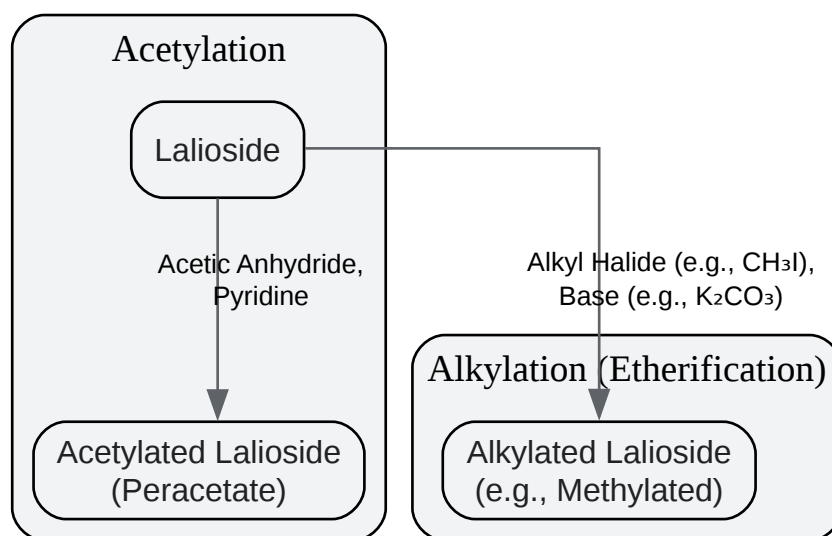 Acetylation
Lalioside
Acetic Anhydride,
Pyridine
Alkyl Halide (e.g., CH₃I),
Base (e.g., K₂CO₃)
Alkylation (Etherification)
Acetylated Lalioside
(Peracetate)
Alkylated Lalioside
(e.g., Methylated)